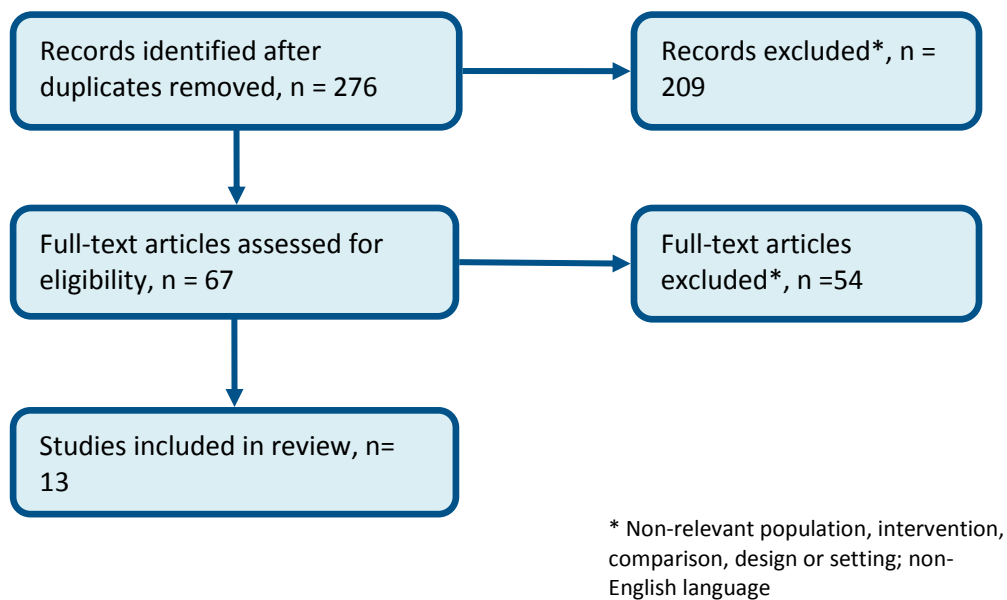 Records identified after
duplicates removed, n = 276
Records excluded*, n =
209
Full-text articles assessed for
eligibility, n = 67
Full-text articles
excluded*, n =54
Studies included in review, n=
13
* Non-relevant population, intervention,
comparison, design or setting; non-
English language